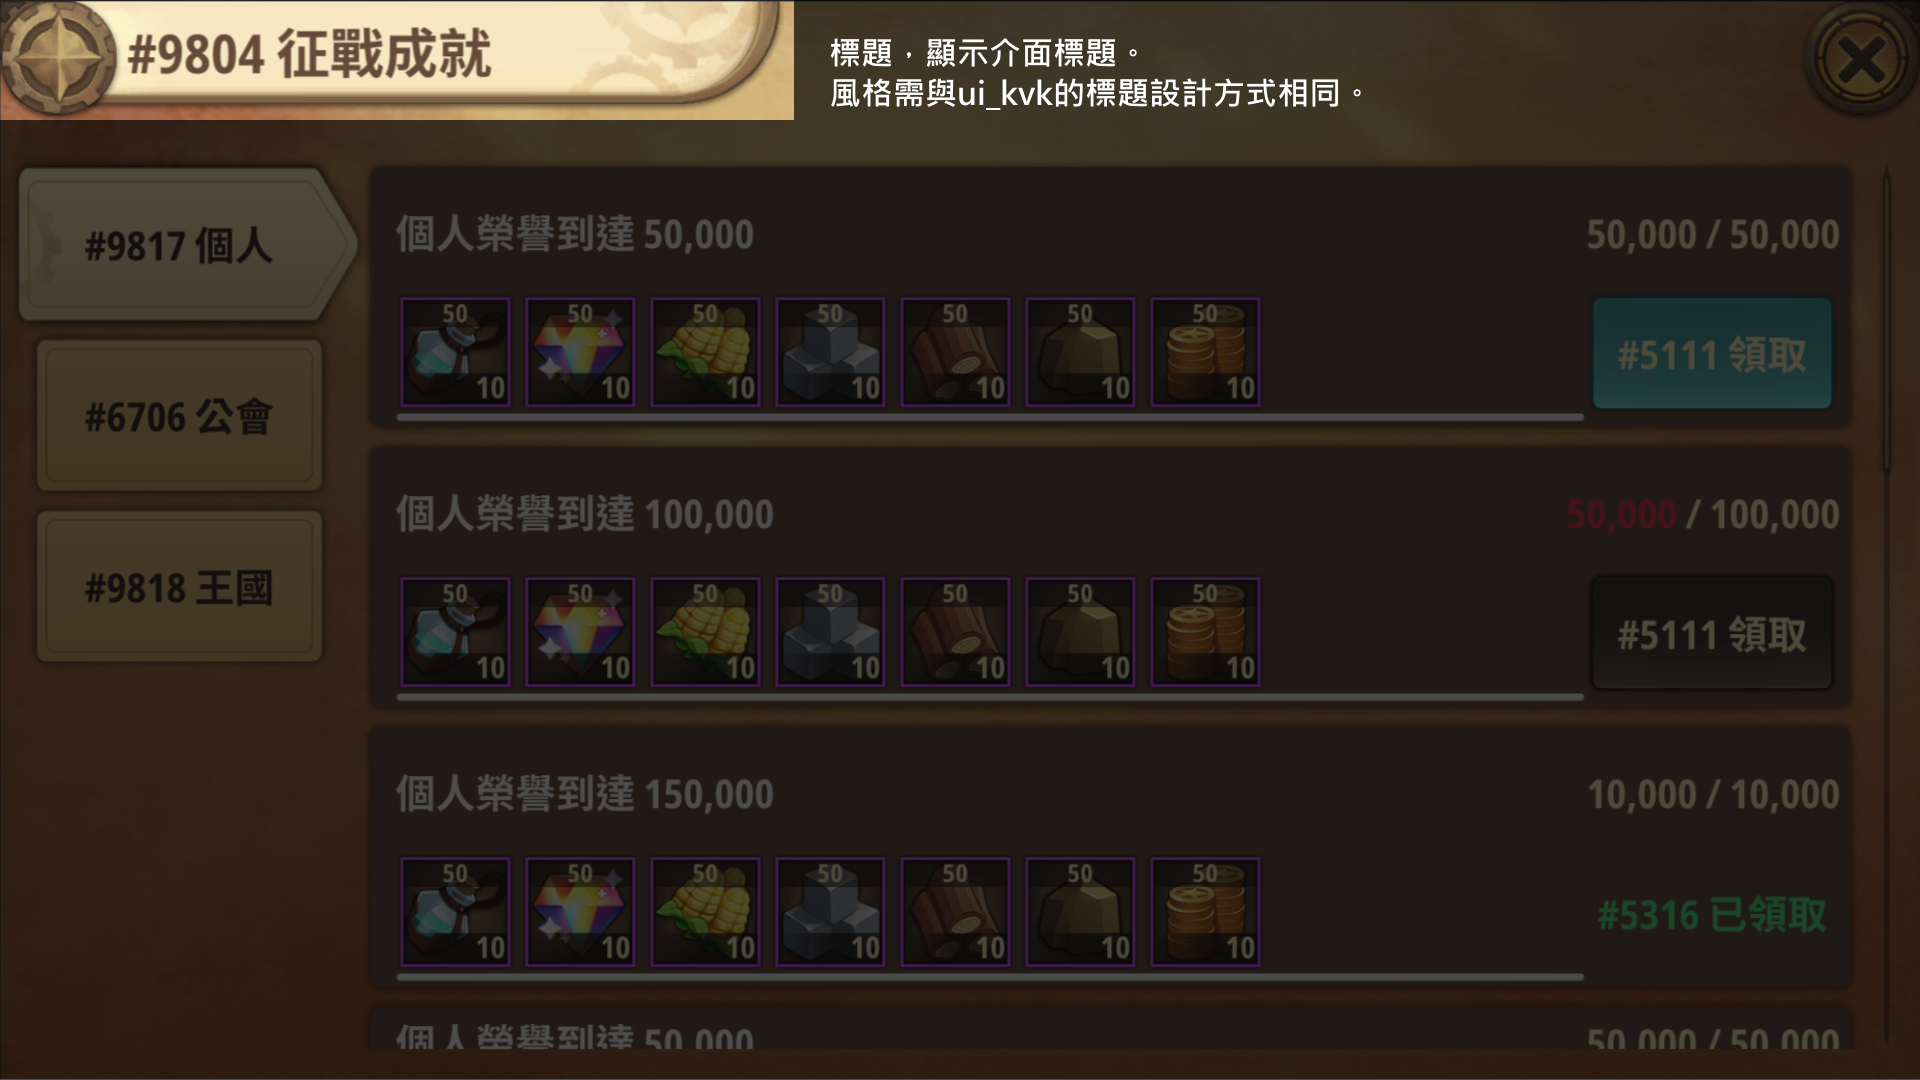 #9804 征戰成就
標題，顯示介面標題。
風格需與ui_kvk的標題設計方式相同。
#9817 個人
#6706 公會
#9818 王國
個人榮譽到達 50,000
50,000 / 50,000
50 50 50 50 50 50 50
10 10 10 10 10 10 10
#5111 領取
個人榮譽到達 100,000
50,000 / 100,000
50 50 50 50 50 50 50
10 10 10 10 10 10 10
#5111 領取
個人榮譽到達 150,000
10,000 / 10,000
50 50 50 50 50 50 50
10 10 10 10 10 10 10
#5316 已領取
個人榮譽到達 50,000
50,000 / 50,000